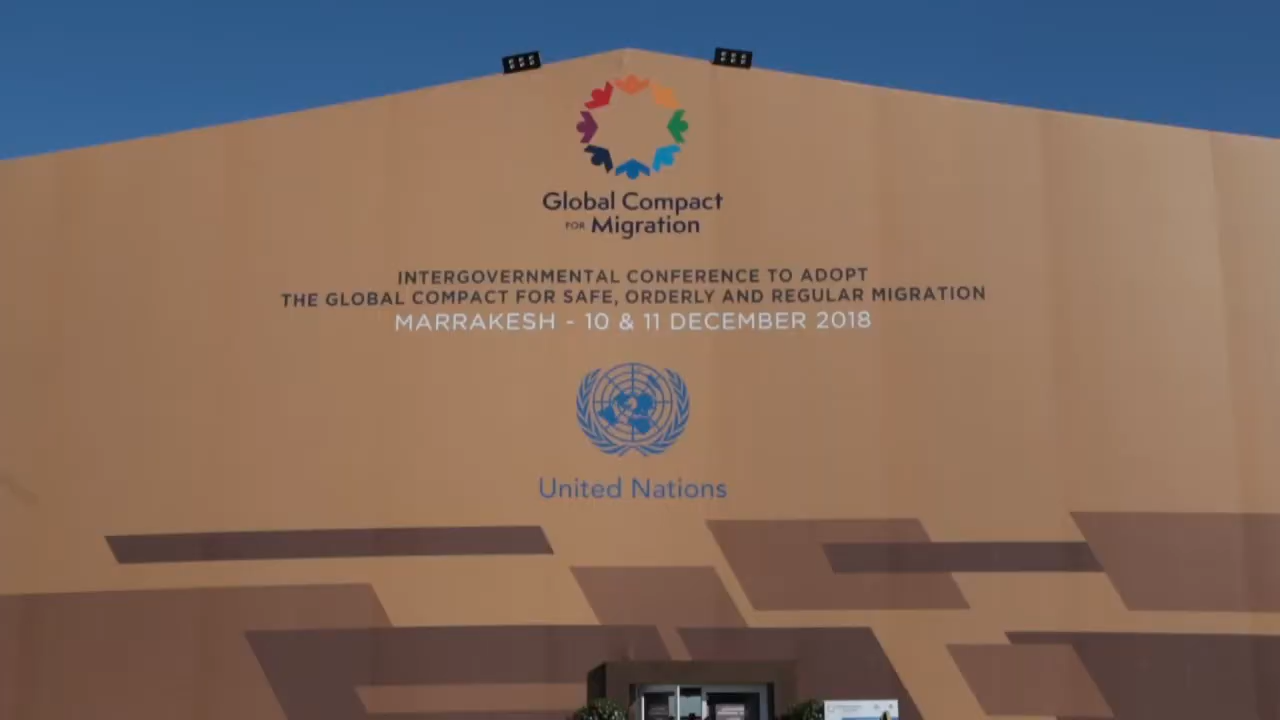 Global Compact
FOR Migration
INTERGOVERNMENTAL CONFERENCE TO ADOPT
THE GLOBAL COMPACT FOR SAFE, ORDERLY AND REGULAR MIGRATION
MARRAKESH - 10 & 11 DECEMBER 2018
United Nations